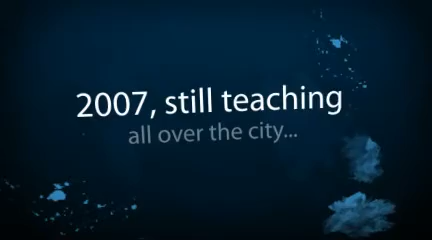 2007, still teaching
all over the city...